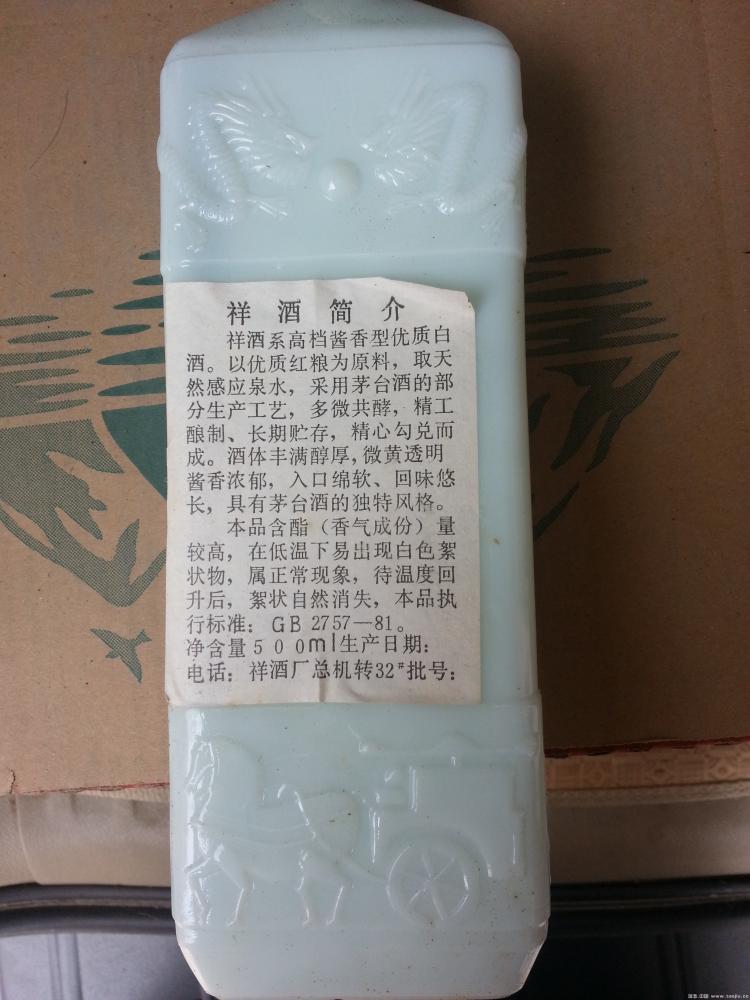 祥酒简介
祥酒系高档酱香型优质白
酒。以优质红粮为原料，取天
然感应泉水，采用茅台酒的部
分生产工艺，多微共酵，精工
酿制、长期贮存，精心勾兑而
成。酒体丰满醇厚，微黄透明
酱香浓郁，入口绵软、回味悠
长，具有茅台酒的独特风格。
本品含酯（香气成份）量
较高，在低温下易出现白色絮
状物，属正常现象，待温度回
升后，絮状自然消失，本品执
行标准：GB 2757—81。
净含量500ml生产日期：
电话：祥酒厂总机转32#批号：